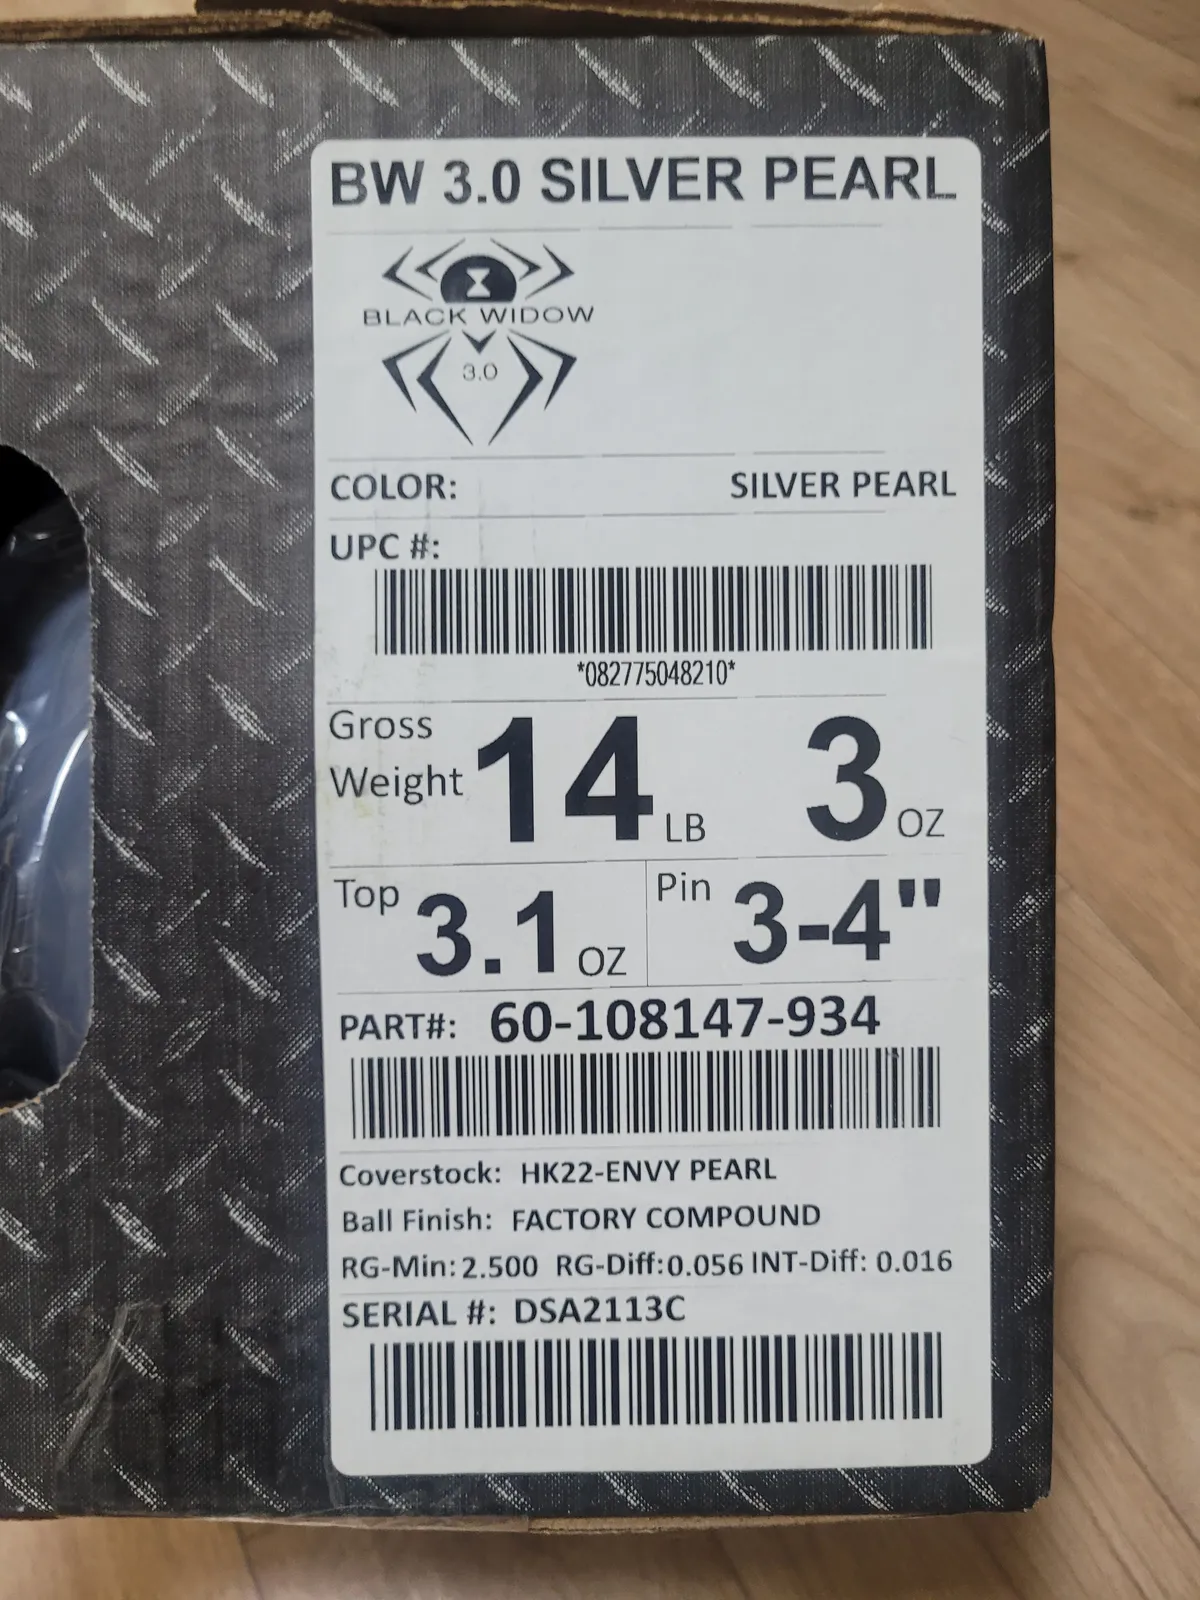 BW 3.0 SILVER PEARL
BLACK WIDOW
3.0
COLOR: SILVER PEARL
UPC #:
*082775048210*
Gross Weight 14 LB 3 OZ
Top 3.1 OZ Pin 3-4"
PART#: 60-108147-934
Coverstock: HK22-ENVY PEARL
Ball Finish: FACTORY COMPOUND
RG-Min: 2.500 RG-Diff: 0.056 INT-Diff: 0.016
SERIAL #: DSA2113C